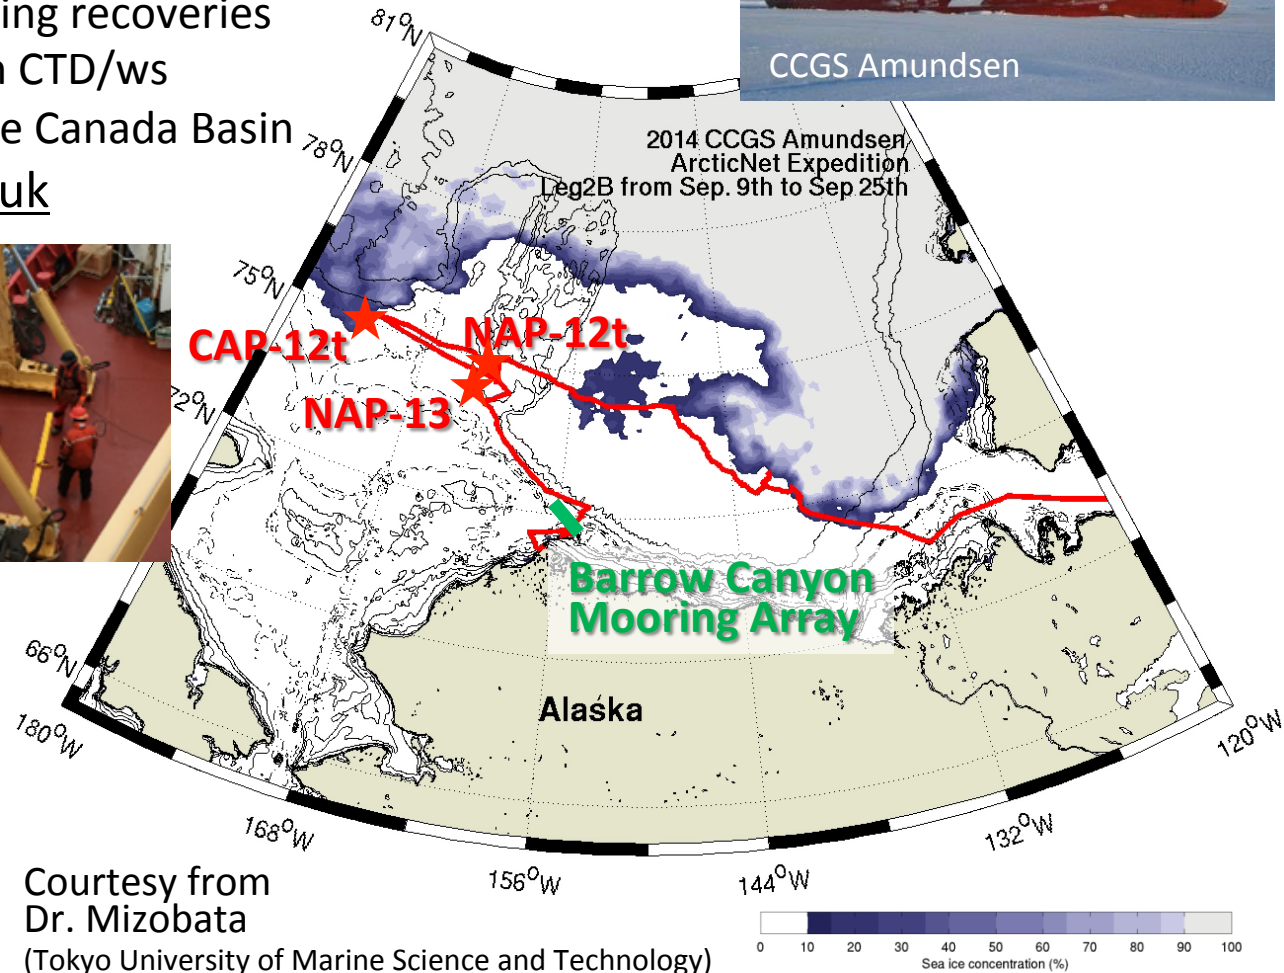 ing recoveries
CTD/ws
e Canada Basin
uk
CCGS Amundsen
2014 CCGS Amundsen
ArcticNet Expedition
Leg2B from Sep. 9th to Sep 25th
81°N
78°N
75°N
72°N
66°N
CAP-12t
NAP-12t
NAP-13
Barrow Canyon
Mooring Array
Alaska
180°W
168°W
156°W
144°W
132°W
120°W
Courtesy from
Dr. Mizobata
(Tokyo University of Marine Science and Technology)
0 10 20 30 40 50 60 70 80 90 100
Sea ice concentration (%)